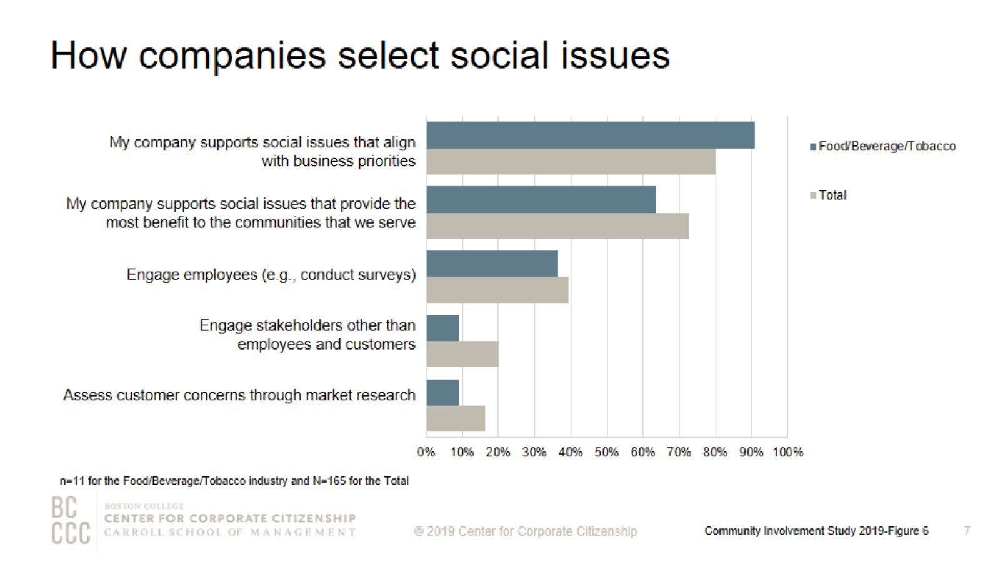 How companies select social issues
My company supports social issues that align
with business priorities
My company supports social issues that provide the
most benefit to the communities that we serve
Engage employees (e.g., conduct surveys)
Engage stakeholders other than
employees and customers
Assess customer concerns through market research
0% 10% 20% 30% 40% 50% 60% 70% 80% 90% 100%
Food/Beverage/Tobacco
Total
n=11 for the Food/Beverage/Tobacco industry and N=165 for the Total
BC
CCC
BOSTON COLLEGE
CENTER FOR CORPORATE CITIZENSHIP
CARROLL SCHOOL OF MANAGEMENT
© 2019 Center for Corporate Citizenship
Community Involvement Study 2019-Figure 6
7